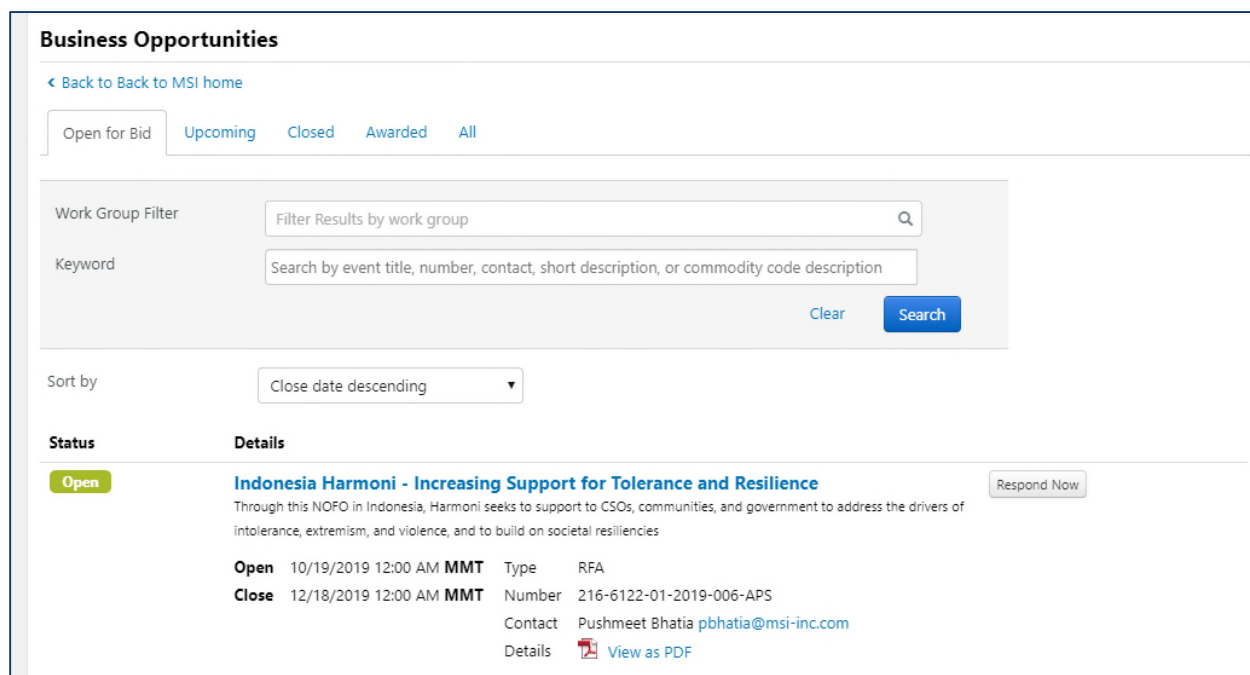 Business Opportunities
Back to Back to MSI home
Open for Bid Upcoming Closed Awarded All
Work Group Filter Filter Results by work group
Keyword Search by event title, number, contact, short description, or commodity code description
Clear Search
Sort by Close date descending
Status Details
Open Indonesia Harmoni - Increasing Support for Tolerance and Resilience Respond Now
Through this NOFO in Indonesia, Harmoni seeks to support to CSOs, communities, and government to address the drivers of
intolerance, extremism, and violence, and to build on societal resiliencies
Open 10/19/2019 12:00 AM MMT Type RFA
Close 12/18/2019 12:00 AM MMT Number 216-6122-01-2019-006-APS
Contact Pushmeet Bhatia pbhatia@msi-inc.com
Details View as PDF